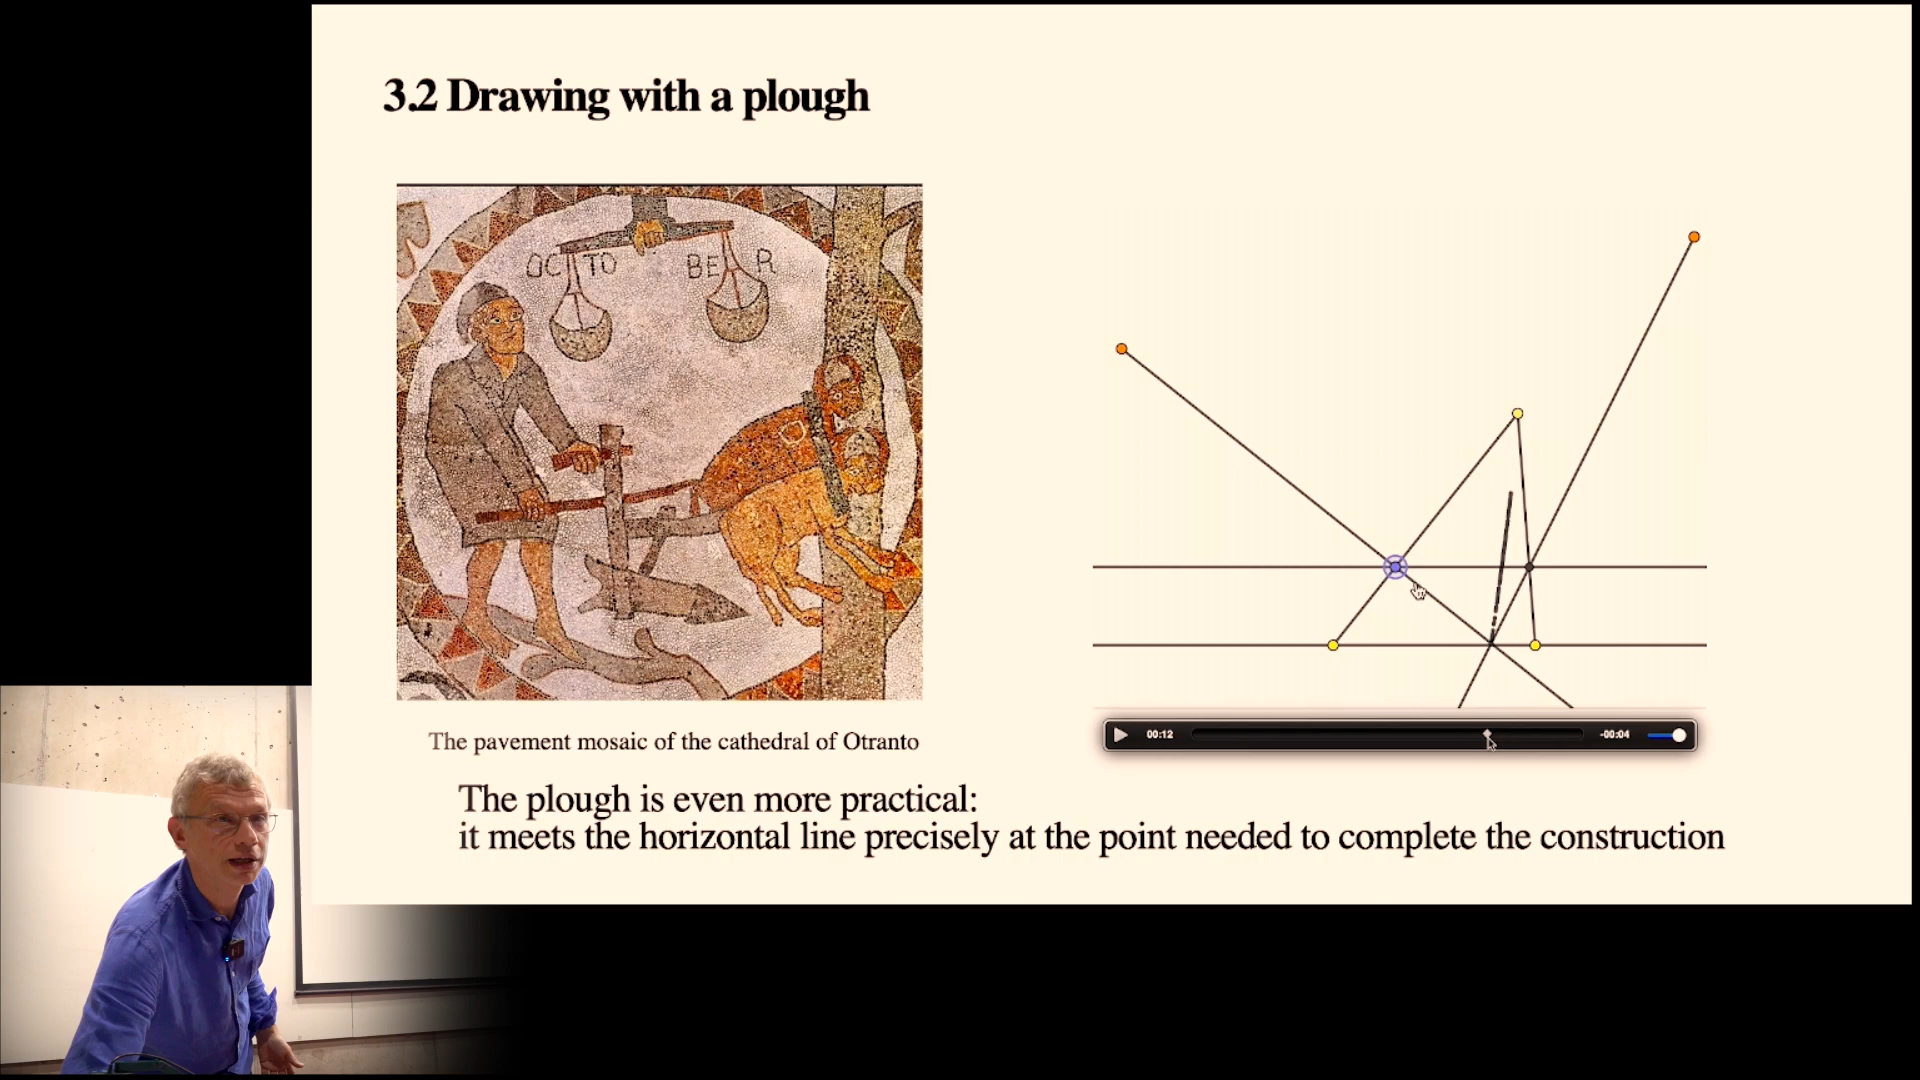 3.2 Drawing with a plough
OC TO BE R
The pavement mosaic of the cathedral of Otranto
00:12
-00:04
The plough is even more practical:
it meets the horizontal line precisely at the point needed to complete the construction